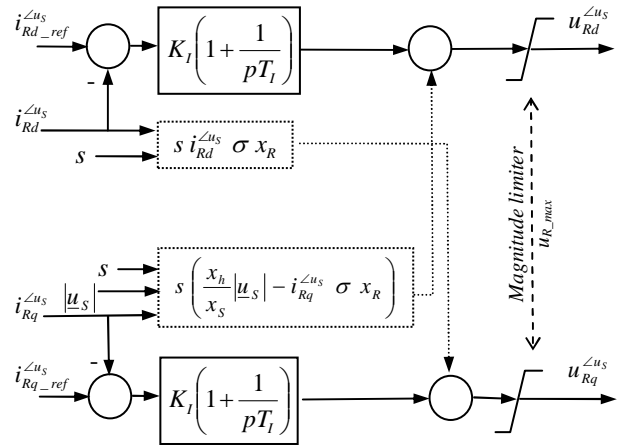 i_{Rd_ref}^{∠u_S}
K_I(1 + 1/(pT_I))
u_{Rd}^{∠u_S}
-
i_{Rd}^{∠u_S}
s
s i_{Rd}^{∠u_S} σ x_R
Magnitude limiter
u_{R_max}
s
|u_S|
s(x_h/x_S |u_S| - i_{Rq}^{∠u_S} σ x_R)
i_{Rq}^{∠u_S}
-
i_{Rq_ref}^{∠u_S}
K_I(1 + 1/(pT_I))
u_{Rq}^{∠u_S}